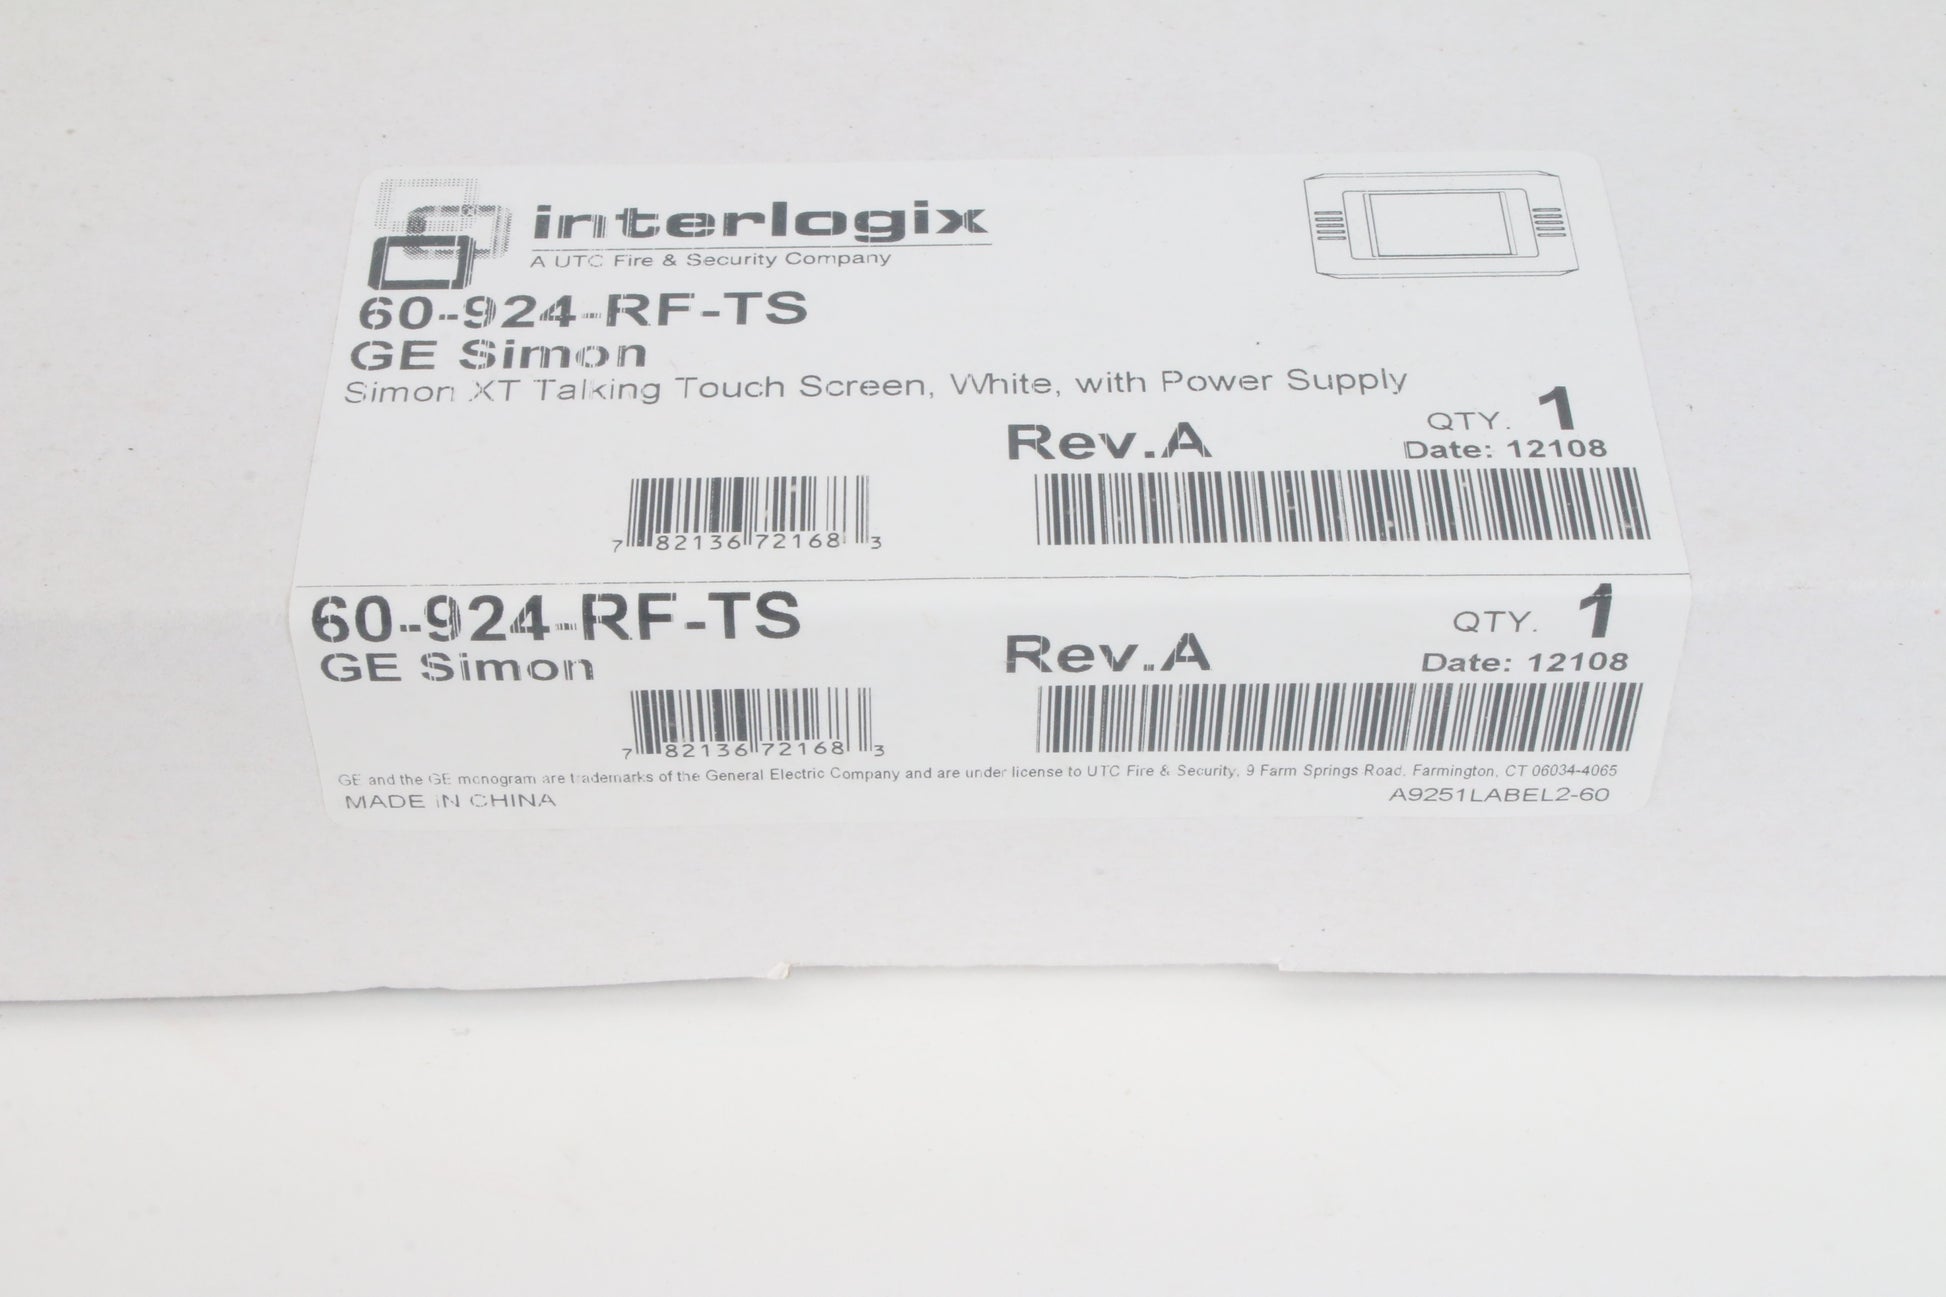 interlogix
A UTC Fire & Security Company
60-924-RF-TS
GE Simon
Simon XT Talking Touch Screen, White, with Power Supply
QTY. 1
Rev.A
Date: 12108
7 82136 72168 3
60-924-RF-TS
GE Simon
QTY. 1
Rev.A
Date: 12108
7 82136 72168 3
GE and the GE monogram are trademarks of the General Electric Company and are under license to UTC Fire & Security, 9 Farm Springs Road, Farmington, CT 06034-4065
MADE IN CHINA
A9251LABEL2-60